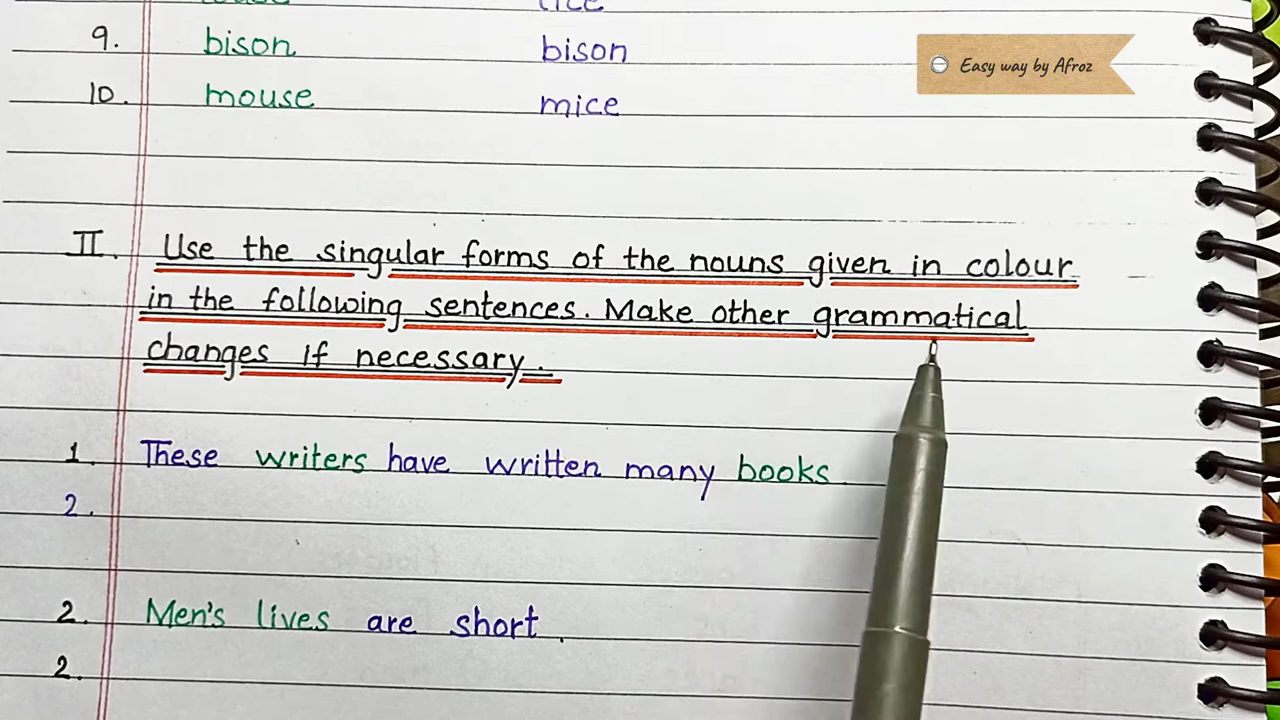 9. bison bison
10. mouse mice
Easy way by Afroz
II. Use the singular forms of the nouns given in colour
in the following sentences. Make other grammatical
changes if necessary.
1. These writers have written many books.
2.
2. Men's lives are short.
2.